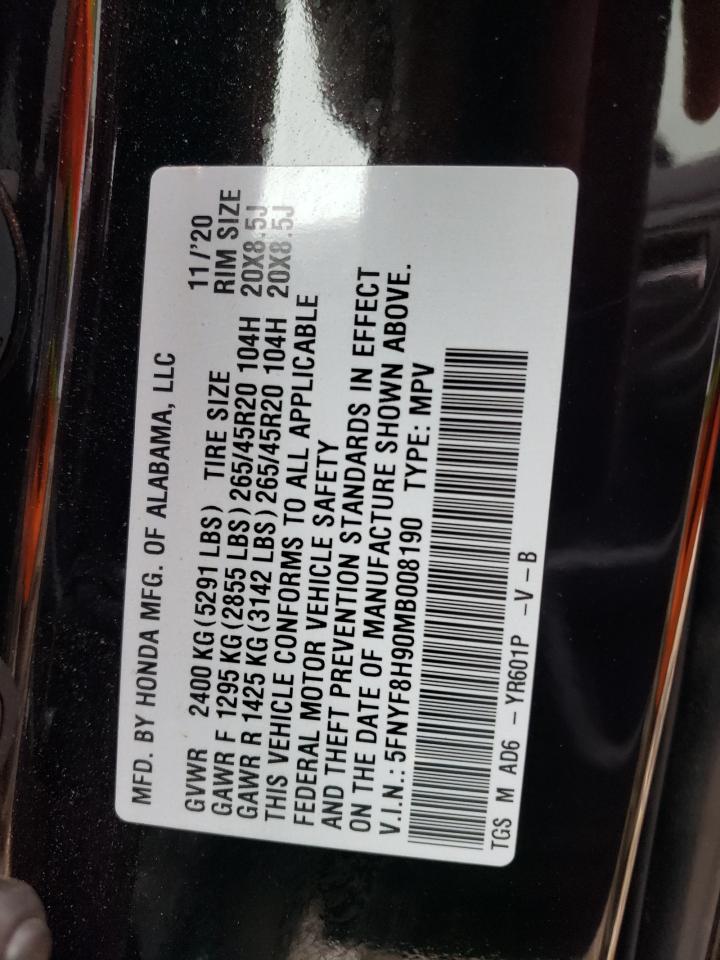 MFD. BY HONDA MFG. OF ALABAMA, LLC
GVWR 2400 KG (5291 LBS) TIRE SIZE 11/'20 RIM SIZE
GAWR F 1295 KG (2855 LBS) 265/45R20 104H 20X8.5J
GAWR R 1425 KG (3142 LBS) 265/45R20 104H 20X8.5J
THIS VEHICLE CONFORMS TO ALL APPLICABLE
FEDERAL MOTOR VEHICLE SAFETY
AND THEFT PREVENTION STANDARDS IN EFFECT
ON THE DATE OF MANUFACTURE SHOWN ABOVE.
V.I.N.: 5FNYF8H90MB008190 TYPE: MPV
TGS M AD6 - YR601P -V - B